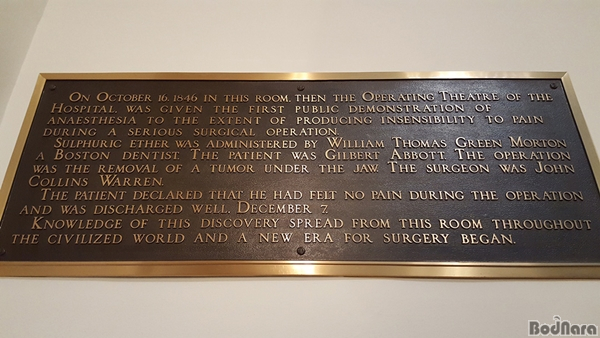 On October 16, 1846 in this room, then the Operating Theatre of the
Hospital, was given the first public demonstration of
anaesthesia to the extent of producing insensibility to pain
during a serious surgical operation.
Sulphuric ether was administered by William Thomas Green Morton
a Boston dentist. The patient was Gilbert Abbott. The operation
was the removal of a tumor under the jaw. The surgeon was John
Collins Warren.
The patient declared that he had felt no pain during the operation
and was discharged well, December 7.
Knowledge of this discovery spread from this room throughout
the civilized world and a new era for surgery began.
BodNara